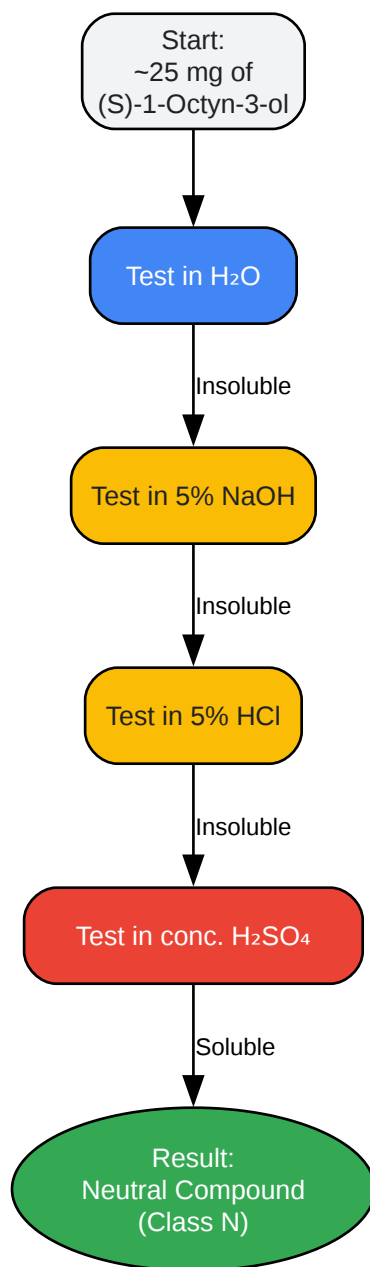 Start:
~25 mg of
(S)-1-Octyn-3-ol
Test in H₂O
Insoluble
Test in 5% NaOH
Insoluble
Test in 5% HCl
Insoluble
Test in conc. H₂SO₄
Soluble
Result:
Neutral Compound
(Class N)